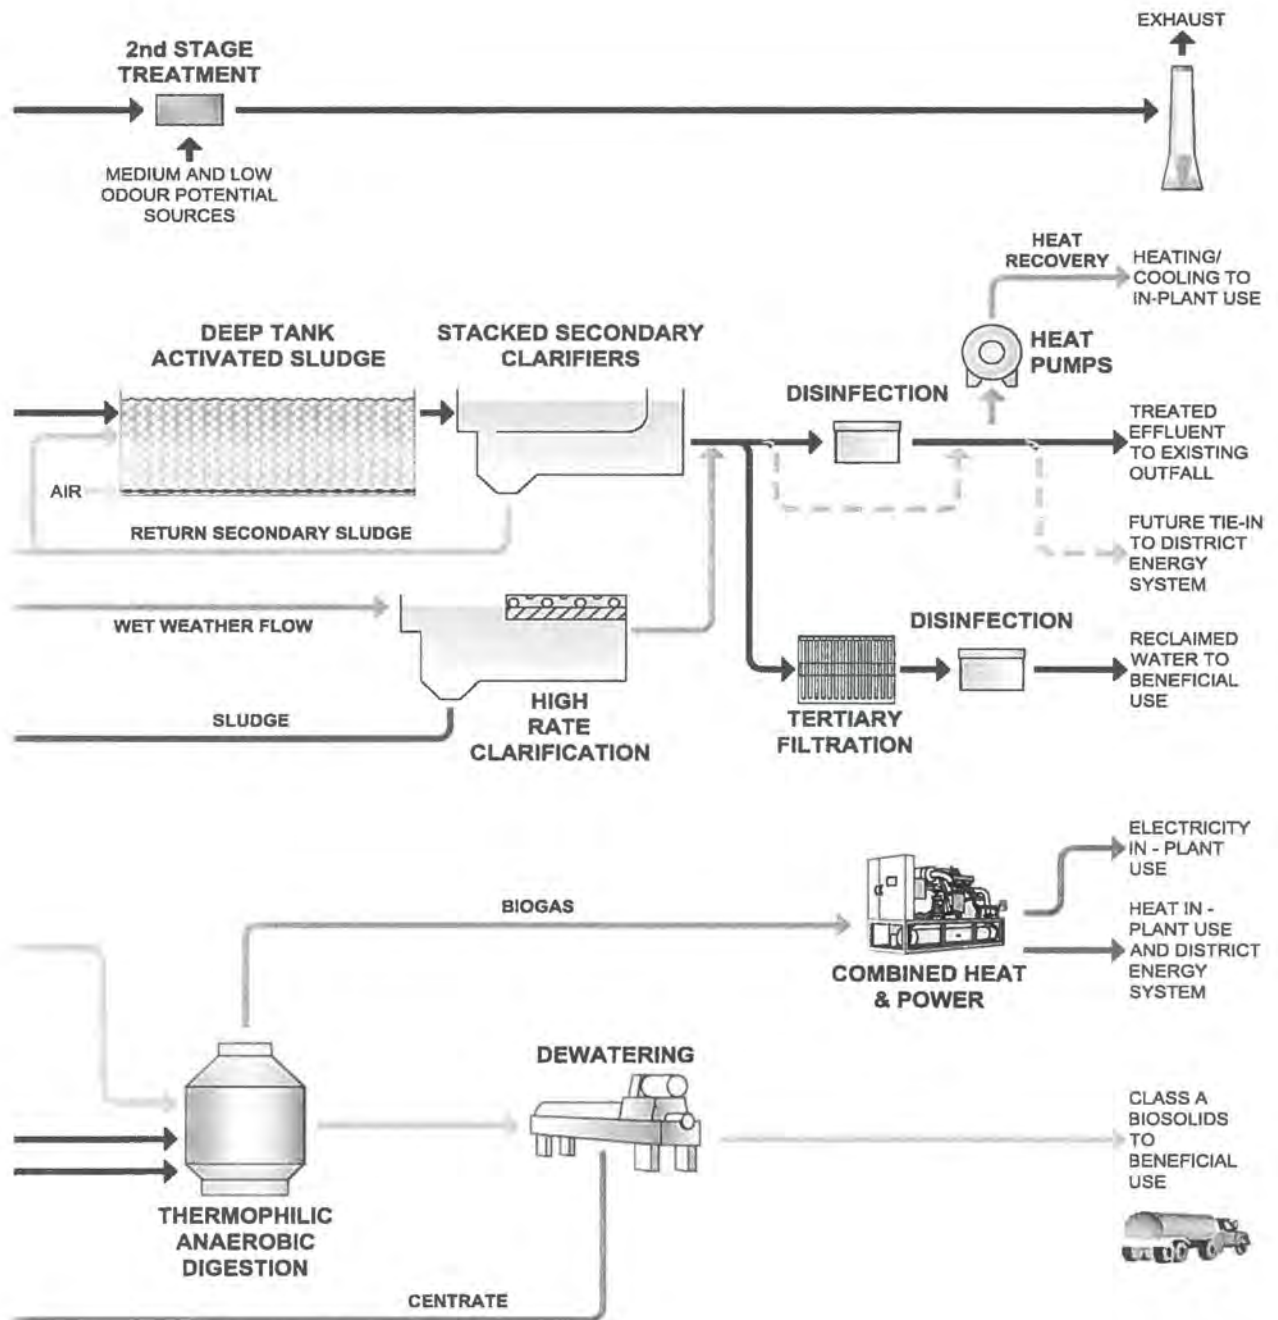 EXHAUST
2nd STAGE
TREATMENT
MEDIUM AND LOW
ODOUR POTENTIAL
SOURCES
HEAT
RECOVERY
HEATING/
COOLING TO
IN-PLANT USE
DEEP TANK
ACTIVATED SLUDGE
STACKED SECONDARY
CLARIFIERS
HEAT
PUMPS
DISINFECTION
TREATED
EFFLUENT
TO EXISTING
OUTFALL
AIR
RETURN SECONDARY SLUDGE
FUTURE TIE-IN
TO DISTRICT
ENERGY
SYSTEM
WET WEATHER FLOW
DISINFECTION
RECLAIMED
WATER TO
BENEFICIAL
USE
SLUDGE
HIGH
RATE
CLARIFICATION
TERTIARY
FILTRATION
ELECTRICITY
IN - PLANT
USE
BIOGAS
HEAT IN -
PLANT USE
AND DISTRICT
ENERGY
SYSTEM
COMBINED HEAT
& POWER
DEWATERING
CLASS A
BIOSOLIDS
TO
BENEFICIAL
USE
THERMOPHILIC
ANAEROBIC
DIGESTION
CENTRATE